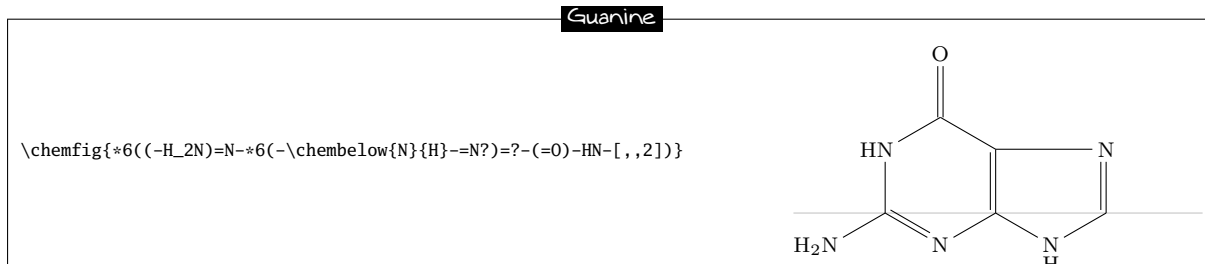 Guanine
\chemfig{*6((-H_2N)=N-*6(-\chembelow{N}{H}-=N?)=?-(=O)-HN-[,,2])}
O
HN
N
H₂N
N
N
H